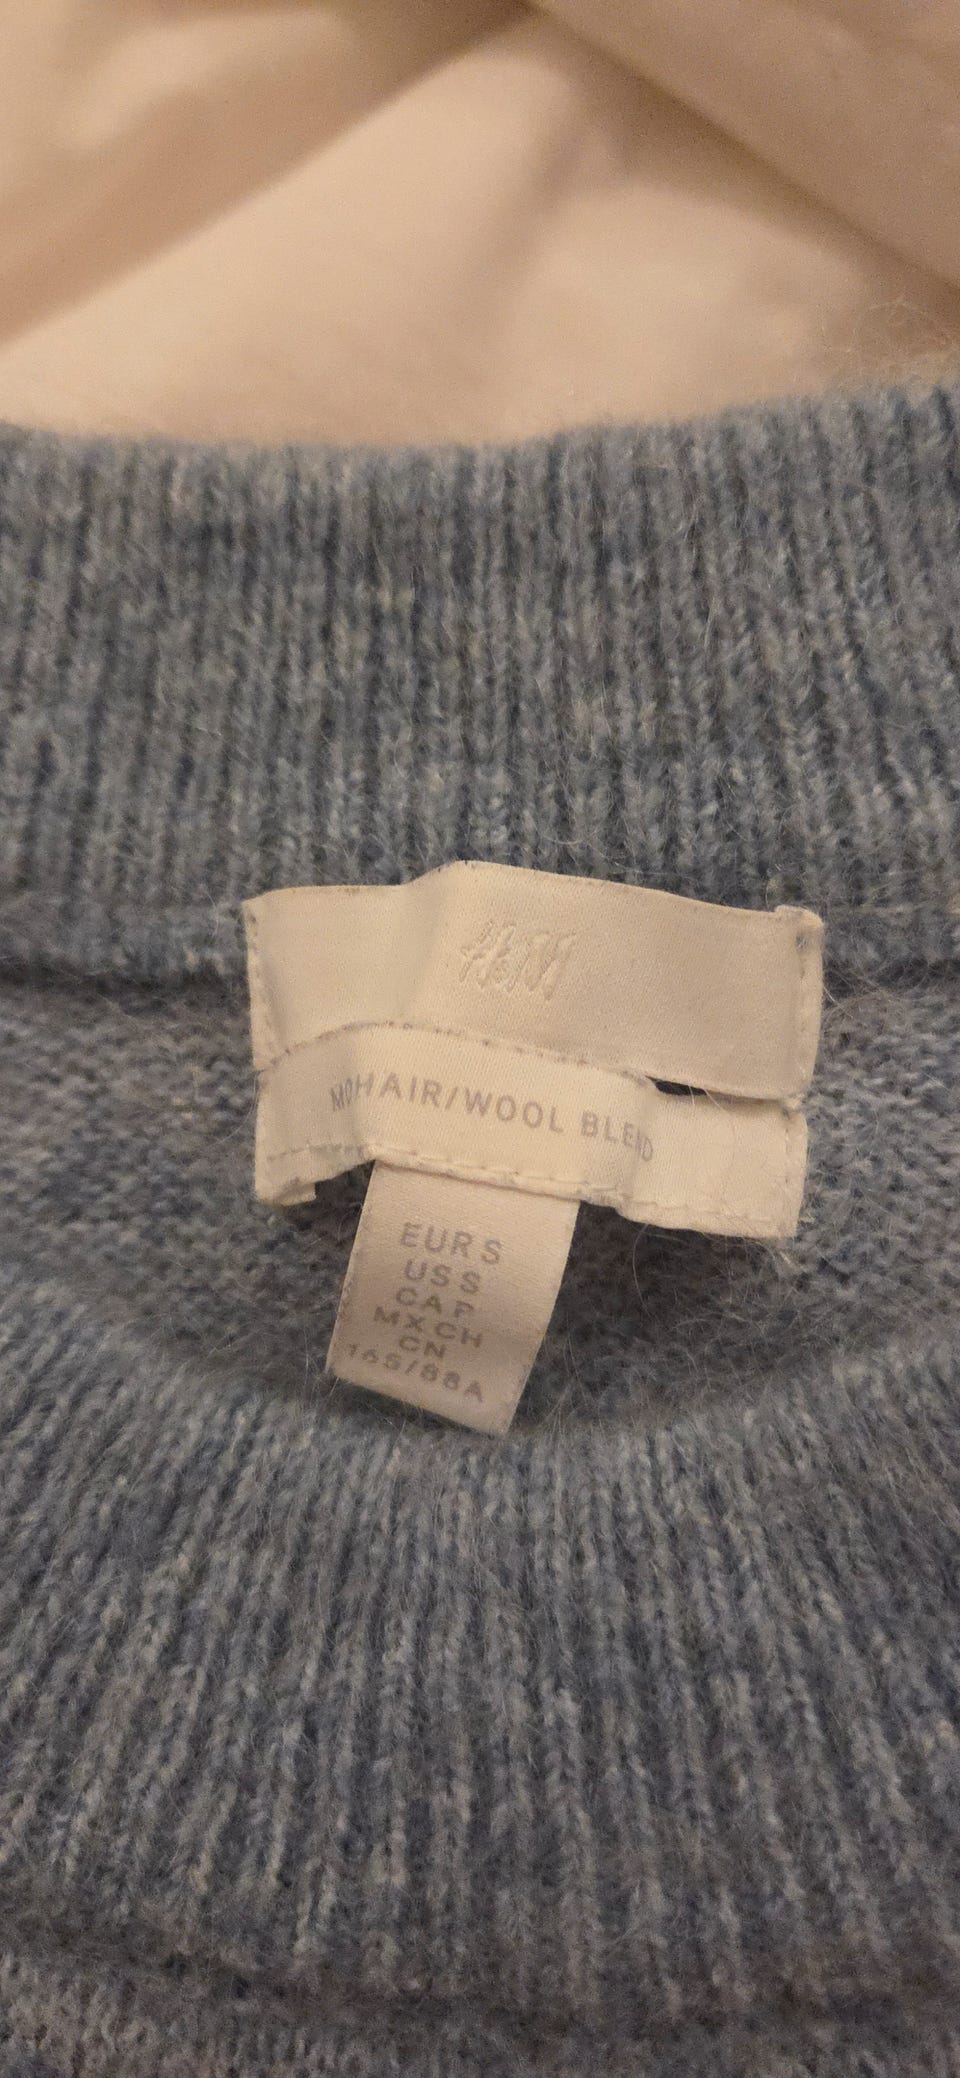 H&M
MOHAIR/WOOL BLEND
EUR S
US S
CA P
MX CH
CN
165/88A